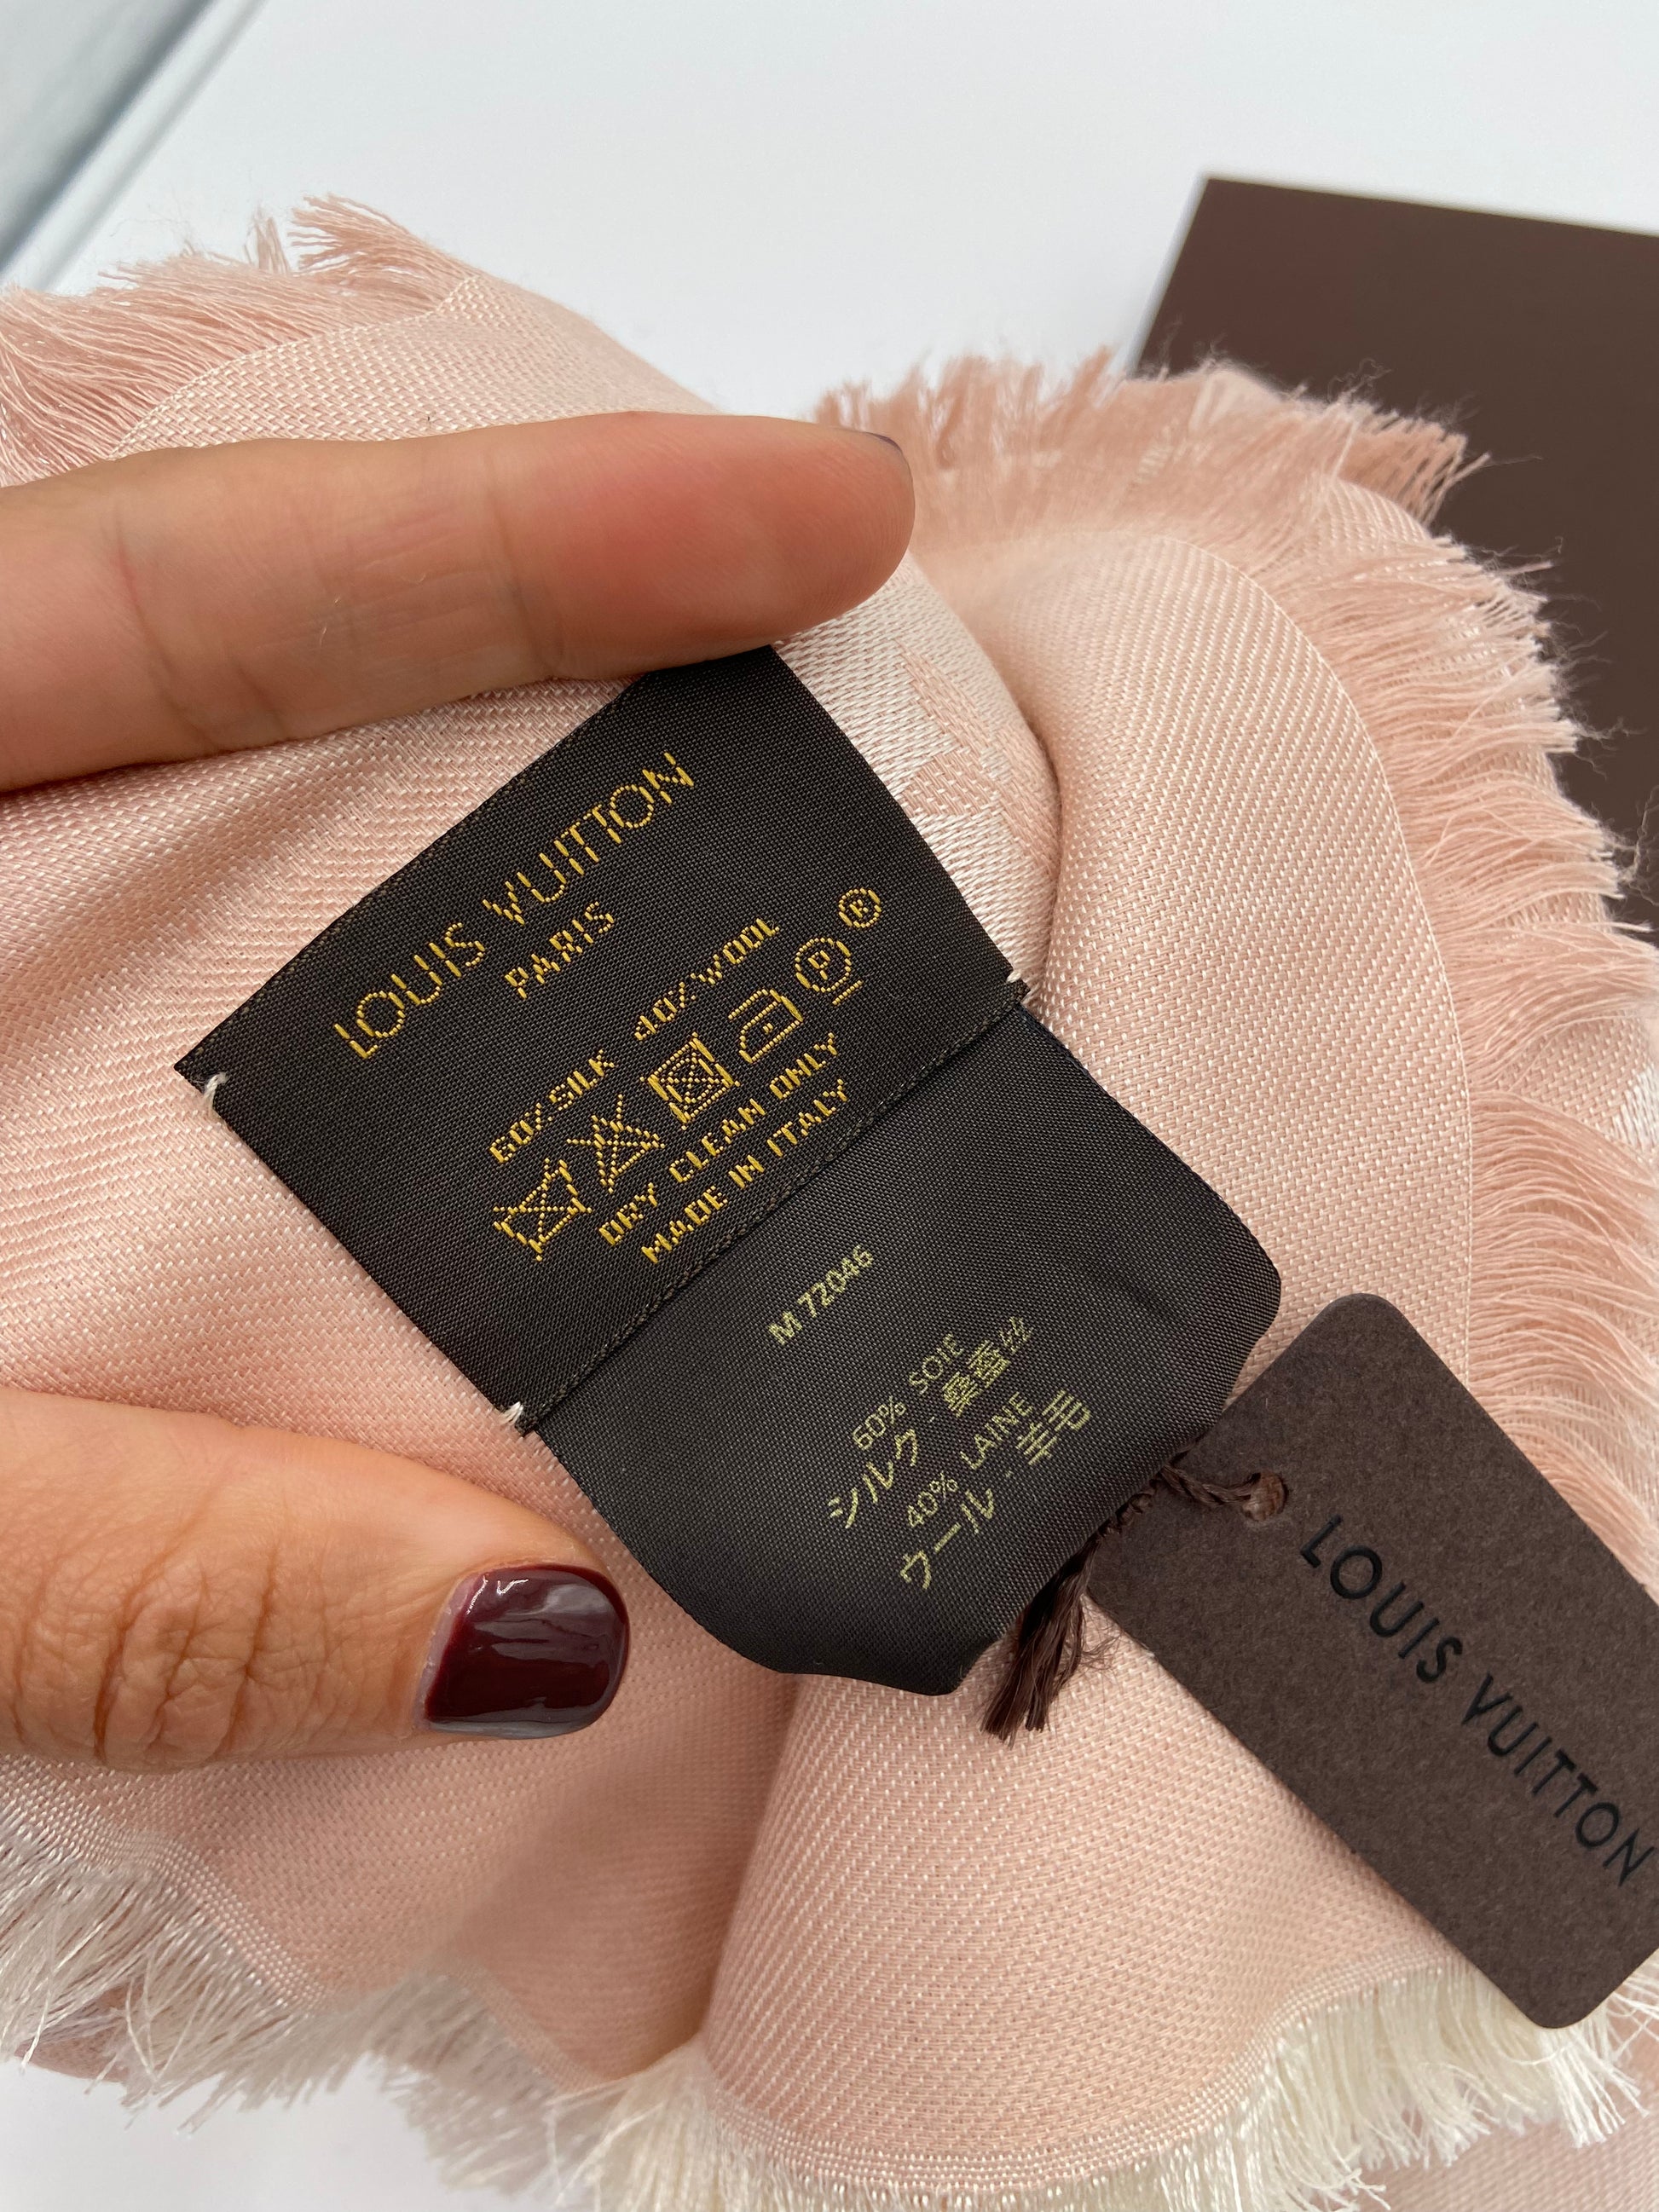 LOUIS VUITTON
PARIS
®
60%SILK 40%WOOL
P
DRY CLEAN ONLY
MADE IN ITALY
M 72046
60% SOIE
シルク・桑蚕丝
40% LAINE
ウール・羊毛
LOUIS VUITTON